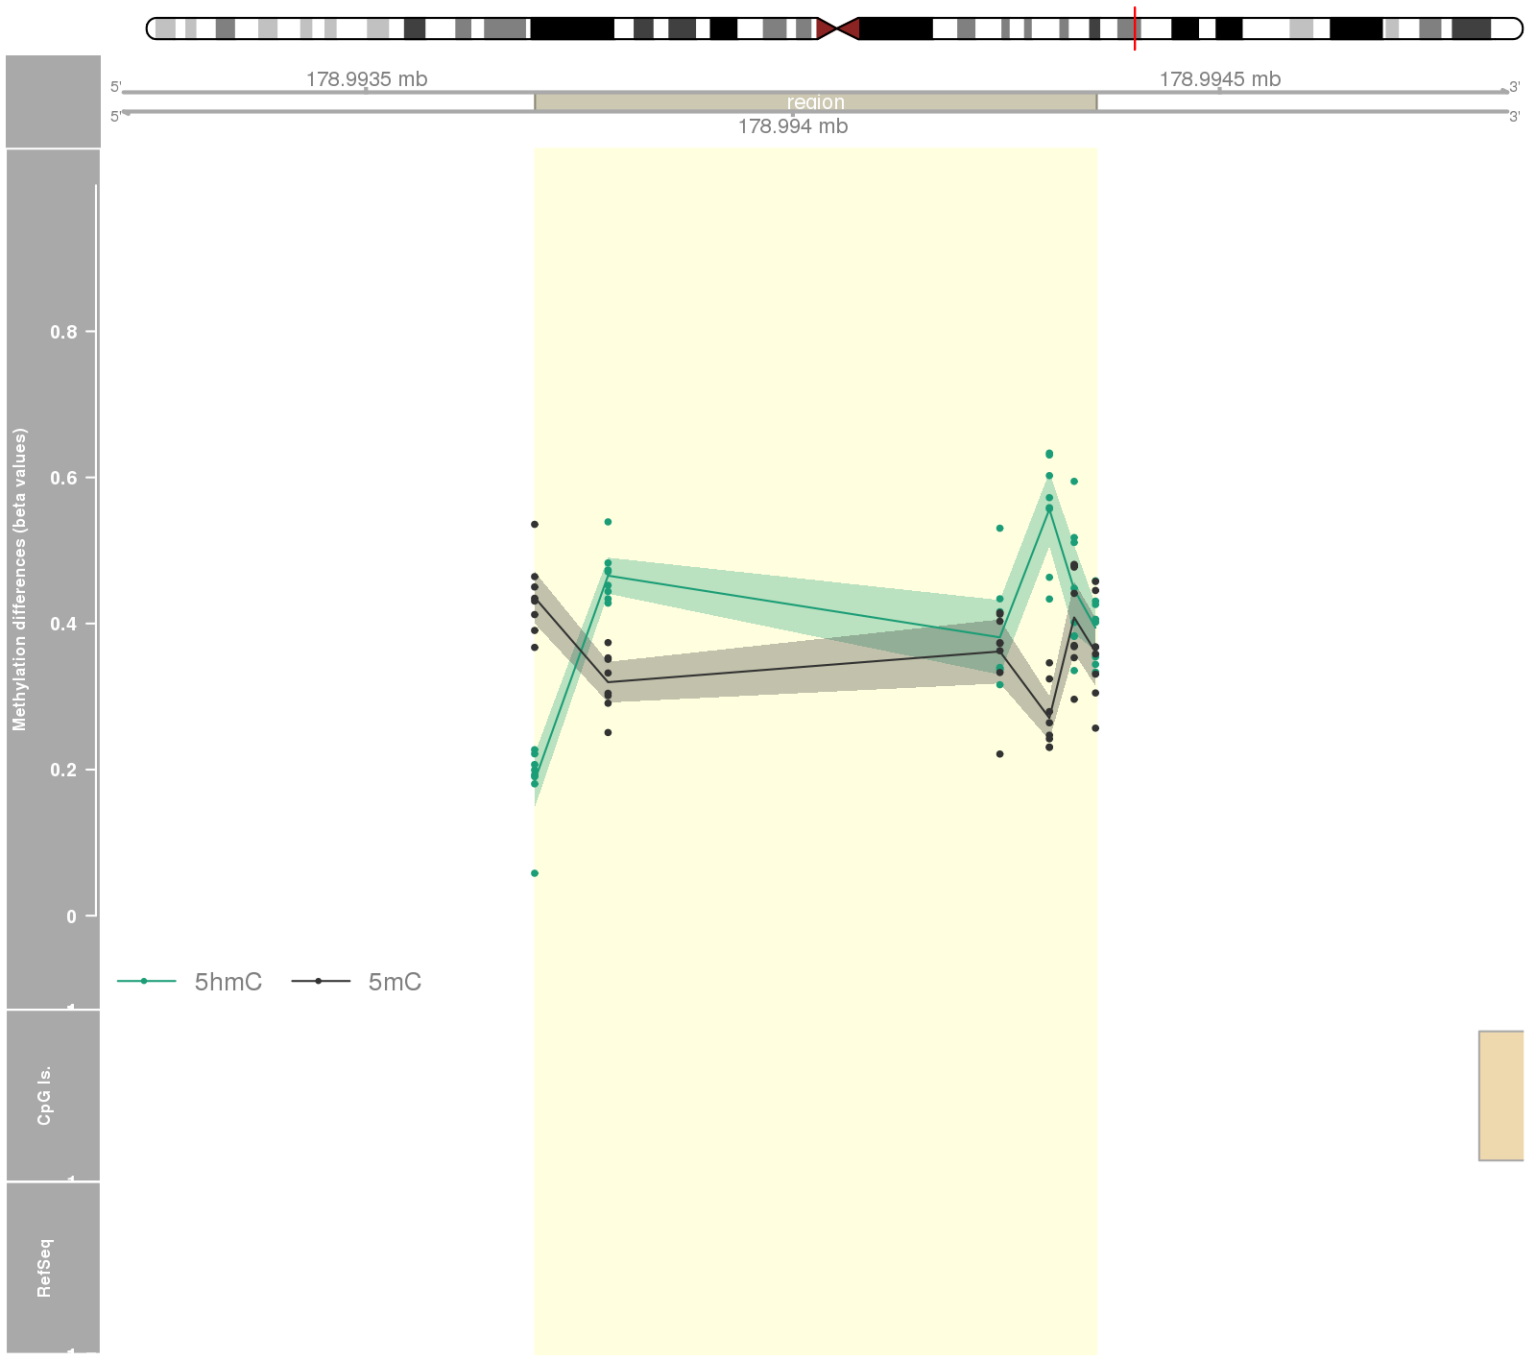 178.9935 mb
178.9945 mb
5'
3'
region
5'
3'
178.994 mb
Methylation differences (beta values)
0.8
0.6
0.4
0.2
0
5hmC
5mC
CpG Is.
RefSeq